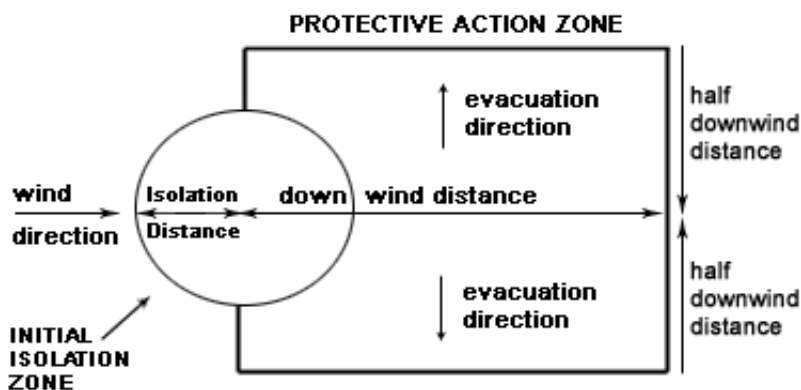 PROTECTIVE ACTION ZONE
evacuation
direction
half
downwind
distance
wind
direction
Isolation
Distance
down wind distance
evacuation
direction
half
downwind
distance
INITIAL
ISOLATION
ZONE